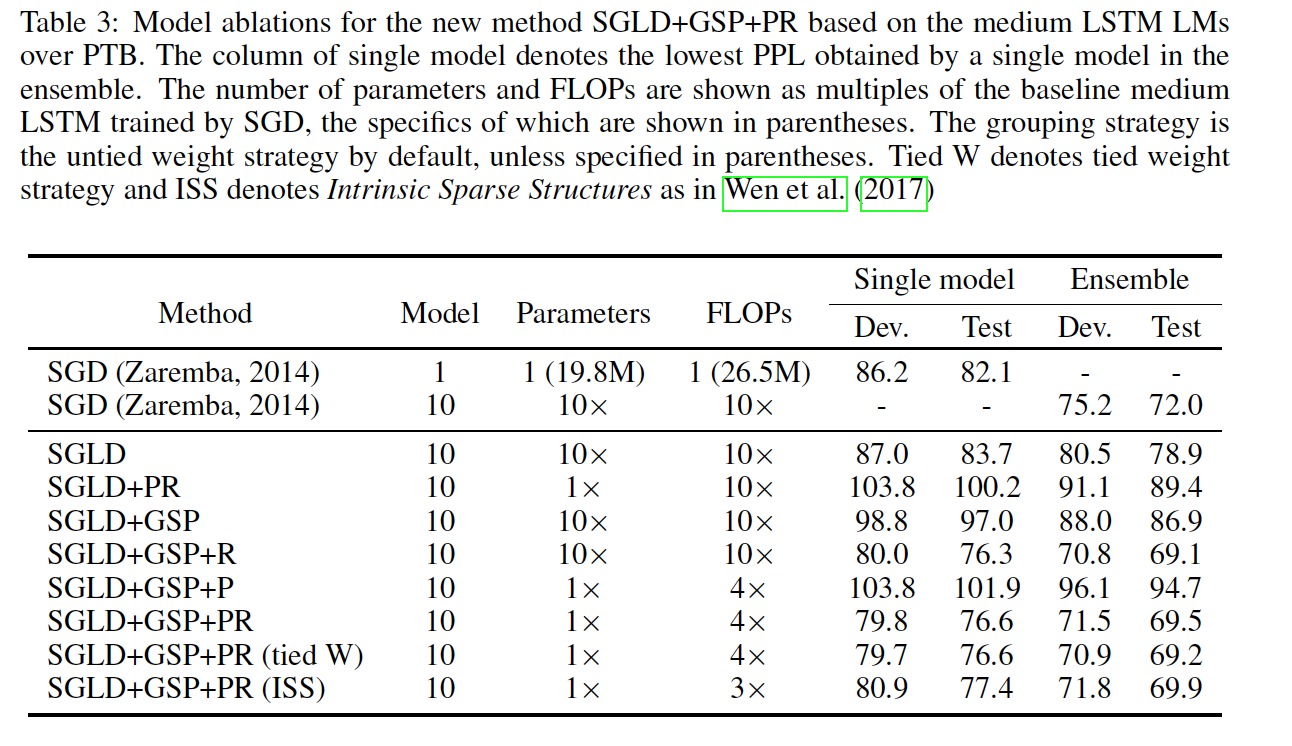 Table 3: Model ablations for the new method SGLD+GSP+PR based on the medium LSTM LMs
over PTB. The column of single model denotes the lowest PPL obtained by a single model in the
ensemble. The number of parameters and FLOPs are shown as multiples of the baseline medium
LSTM trained by SGD, the specifics of which are shown in parentheses. The grouping strategy is
the untied weight strategy by default, unless specified in parentheses. Tied W denotes tied weight
strategy and ISS denotes Intrinsic Sparse Structures as in Wen et al. (2017)
Single model Ensemble
Method Model Parameters FLOPs
Dev. Test Dev. Test
SGD (Zaremba, 2014) 1 1 (19.8M) 1 (26.5M) 86.2 82.1 - -
SGD (Zaremba, 2014) 10 10× 10× - - 75.2 72.0
SGLD 10 10× 10× 87.0 83.7 80.5 78.9
SGLD+PR 10 1× 10× 103.8 100.2 91.1 89.4
SGLD+GSP 10 10× 10× 98.8 97.0 88.0 86.9
SGLD+GSP+R 10 10× 10× 80.0 76.3 70.8 69.1
SGLD+GSP+P 10 1× 4× 103.8 101.9 96.1 94.7
SGLD+GSP+PR 10 1× 4× 79.8 76.6 71.5 69.5
SGLD+GSP+PR (tied W) 10 1× 4× 79.7 76.6 70.9 69.2
SGLD+GSP+PR (ISS) 10 1× 3× 80.9 77.4 71.8 69.9